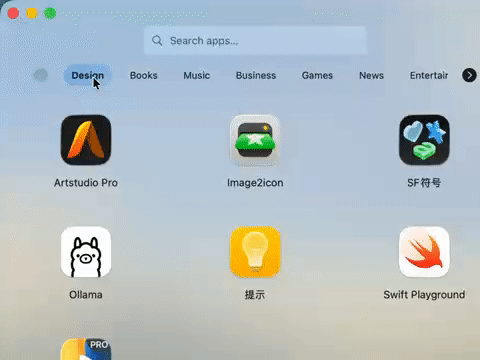 Search apps...
Design Books Music Business Games News Entertair
Artstudio Pro Image2icon SF符号
Ollama 提示 Swift Playground
PRO